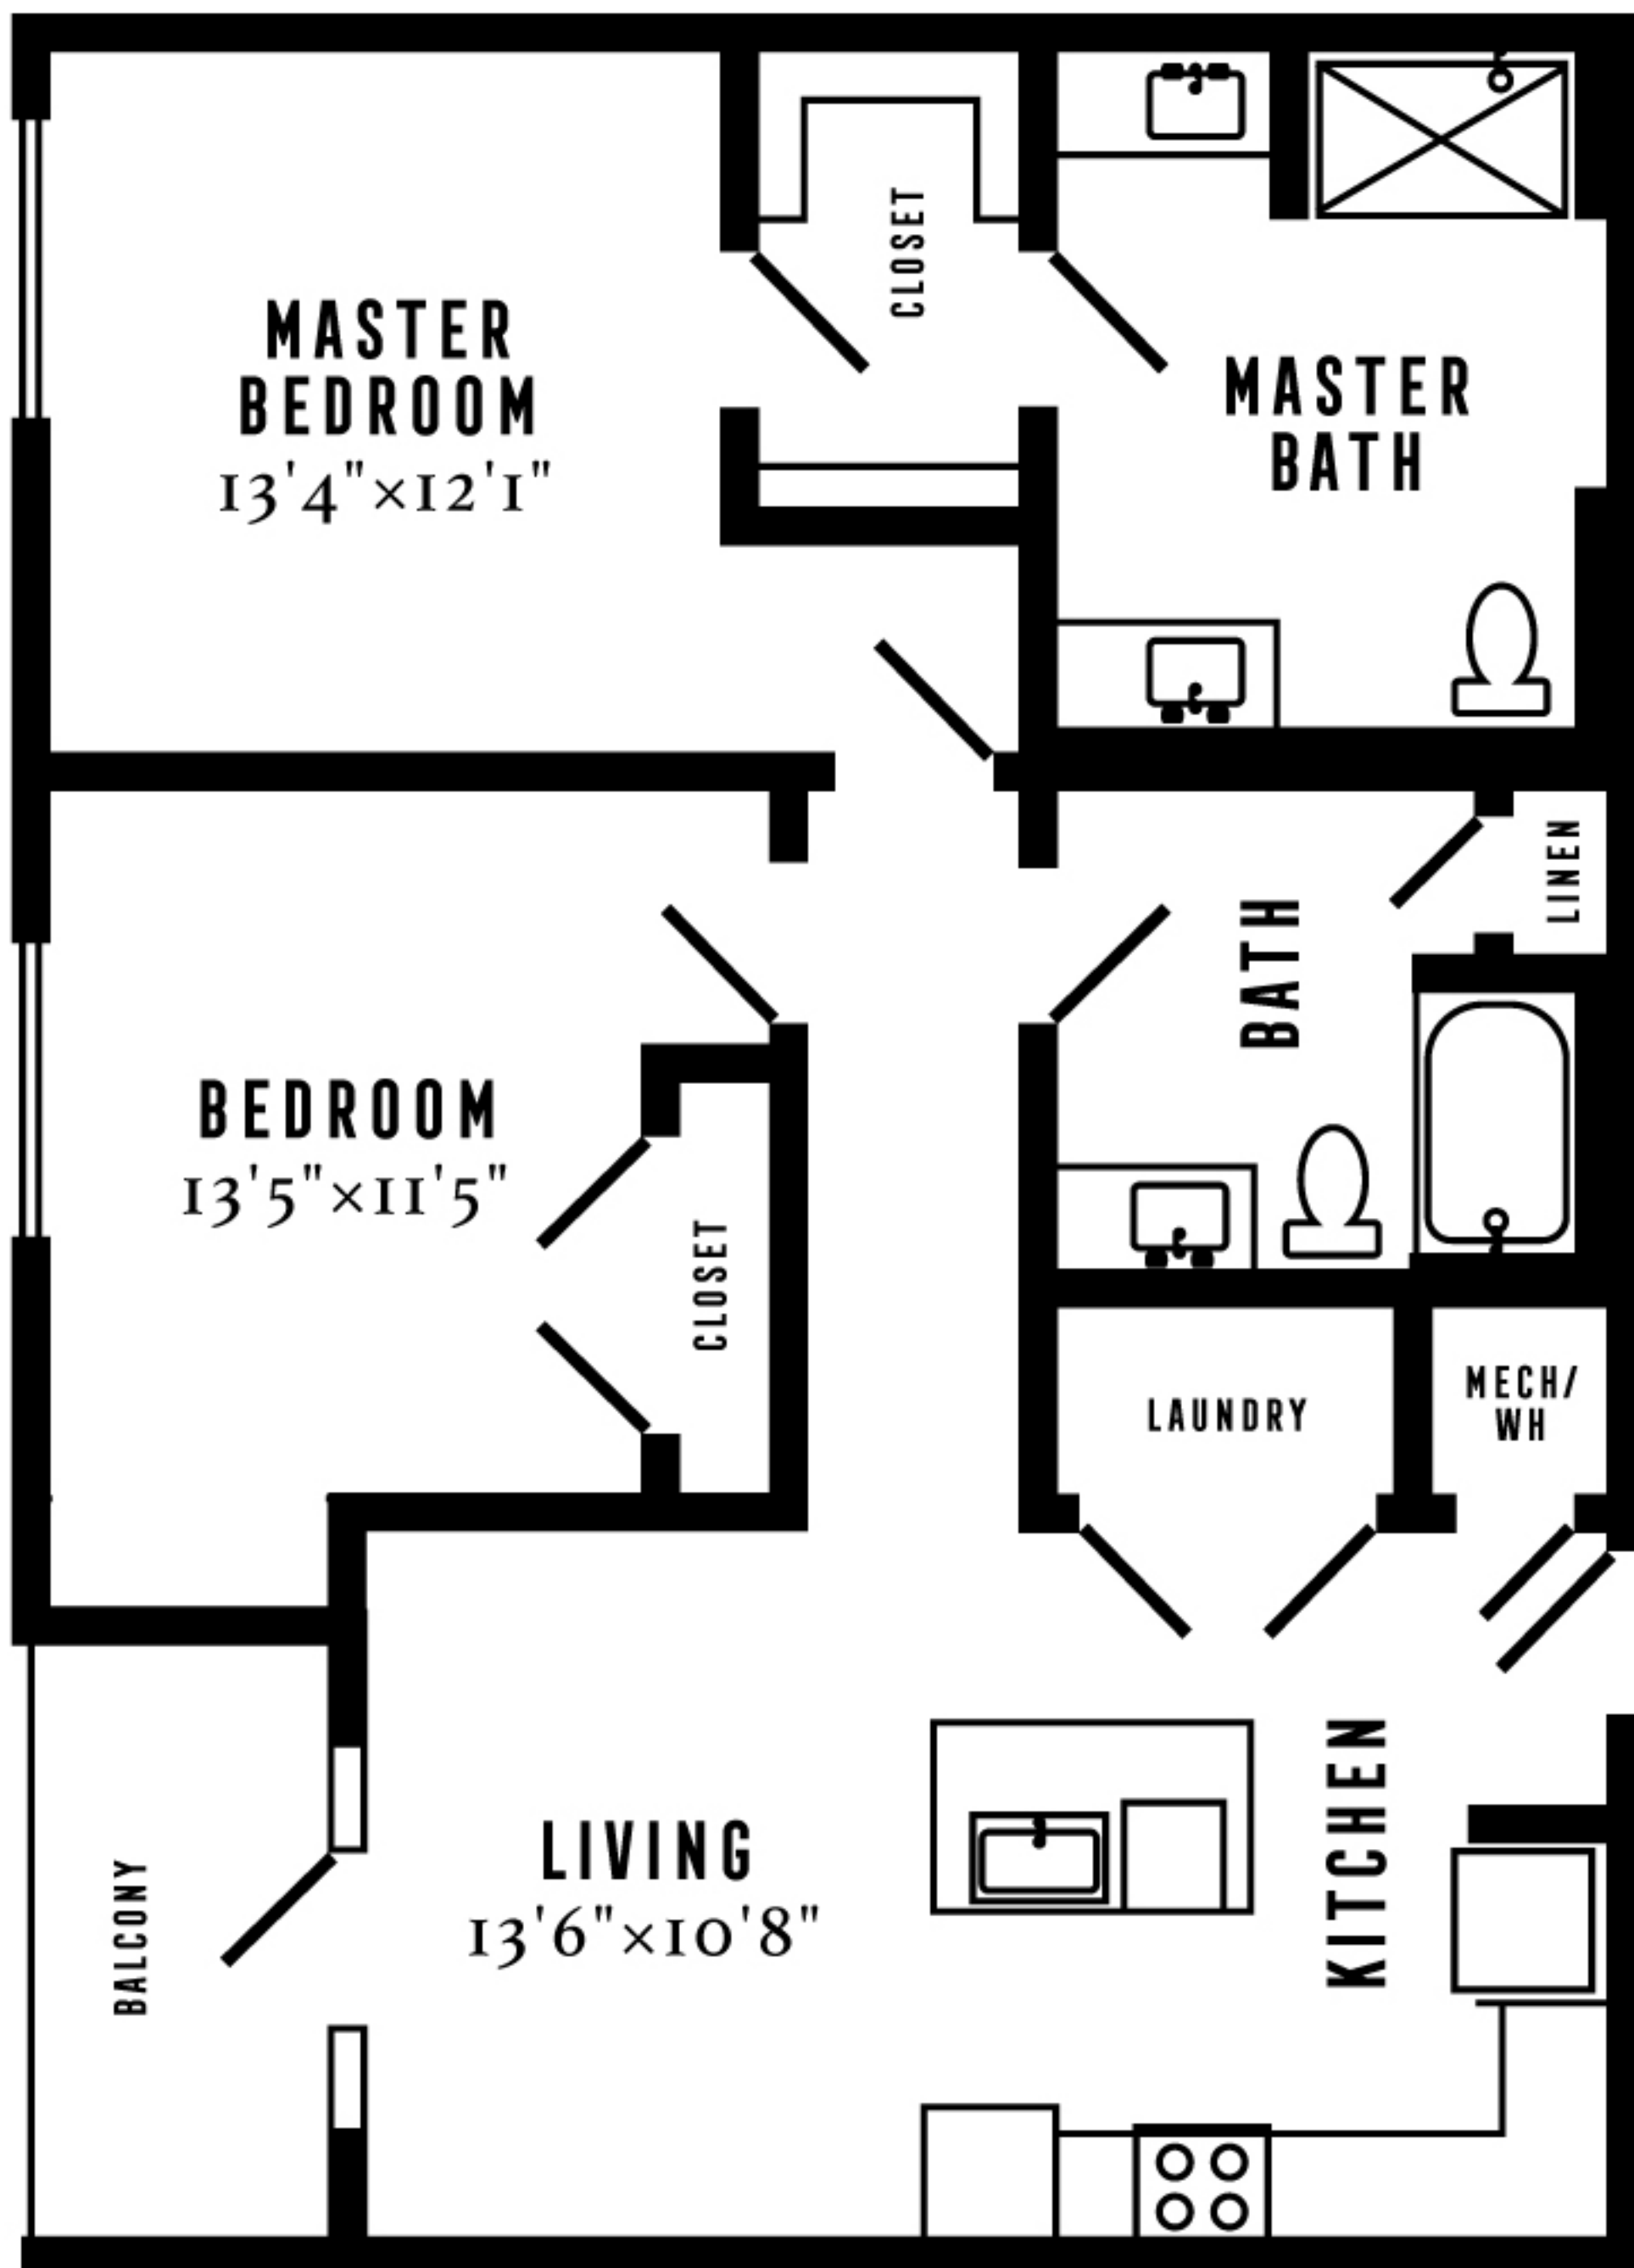 CLOSET
MASTER
BEDROOM
13'4"×12'1"
MASTER
BATH
LINEN
BATH
BEDROOM
13'5"×11'5"
CLOSET
LAUNDRY
MECH/
WH
KITCHEN
LIVING
13'6"×10'8"
BALCONY